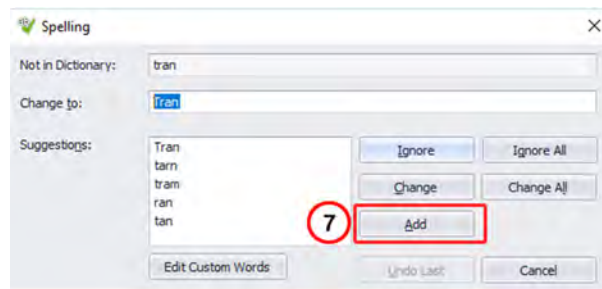 Spelling
Not in Dictionary: tran
Change to: Tran
Suggestions: Tran
tarn
tram
ran
tan
Ignore Ignore All
Change Change All
7 Add
Edit Custom Words Undo Last Cancel